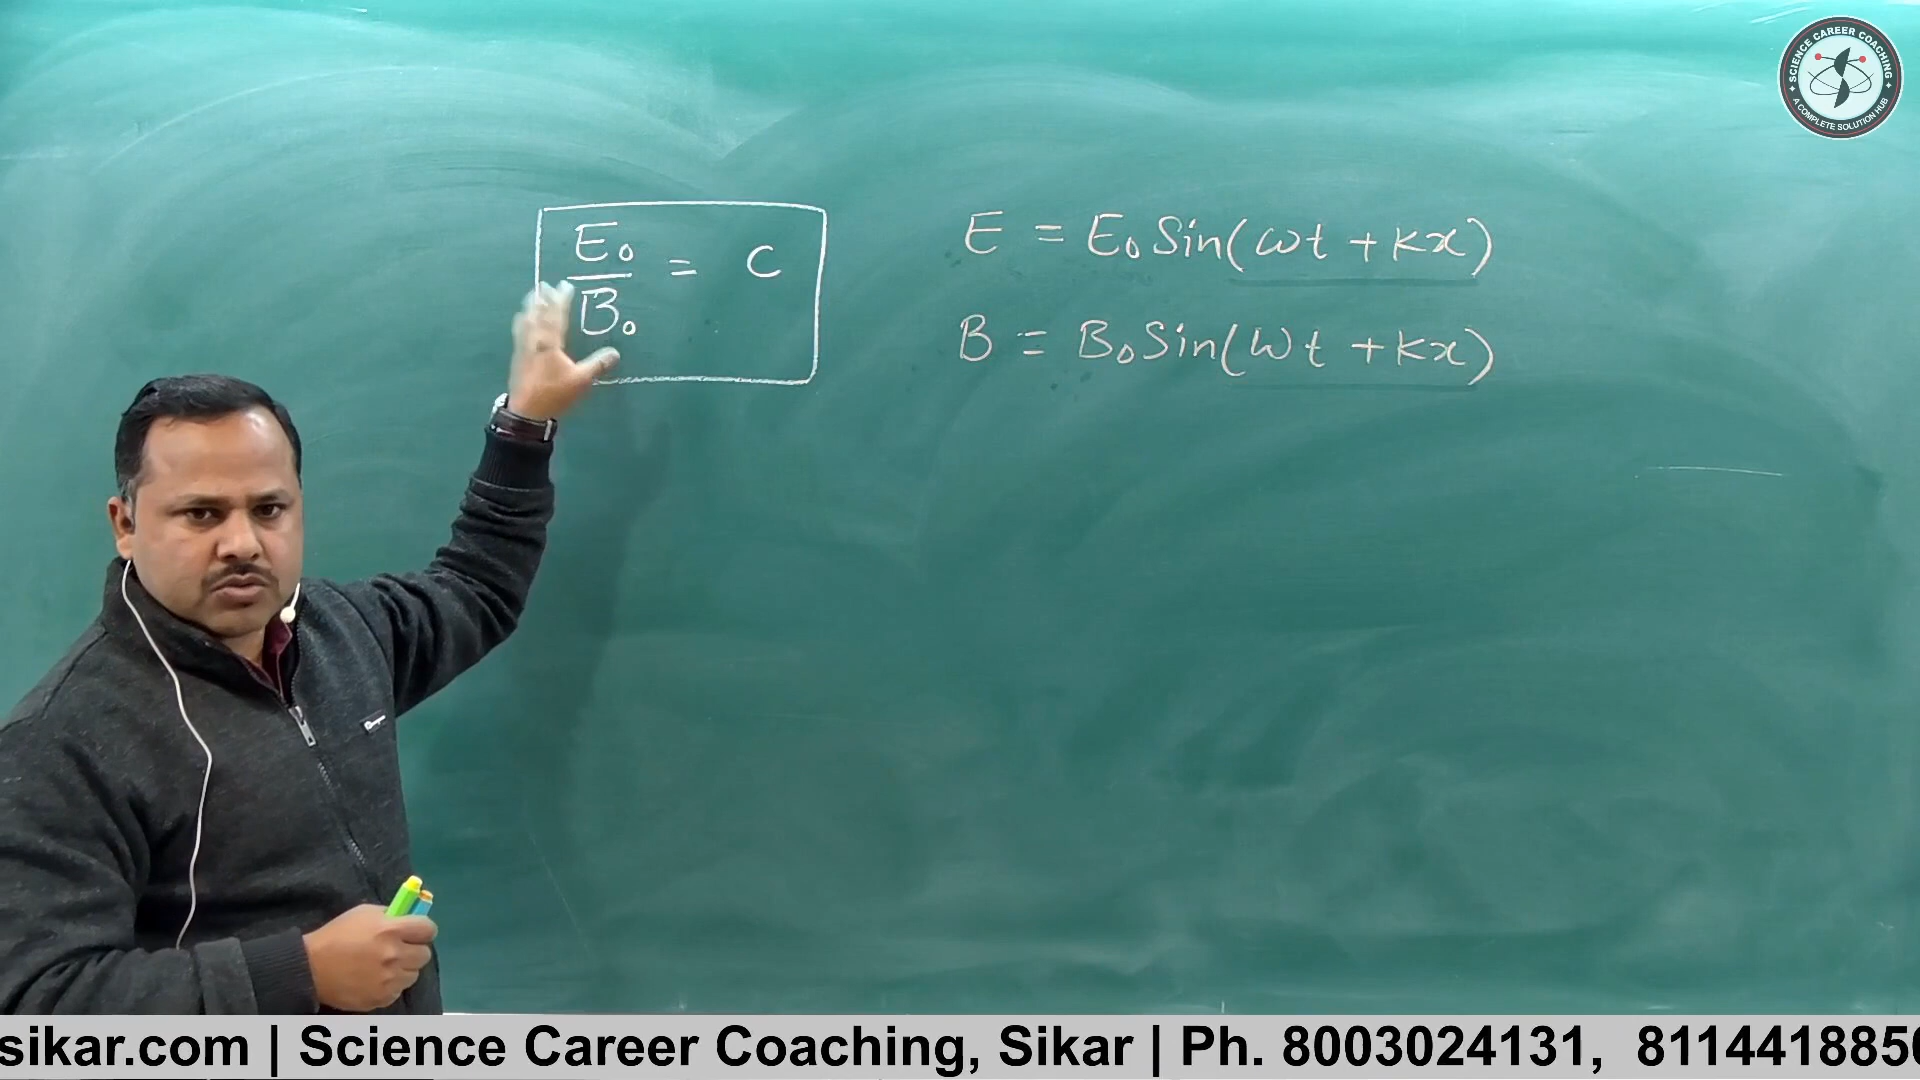 E₀/B₀ = C
E = E₀ Sin(ωt + kx)
B = B₀ Sin(ωt + kx)
SCIENCE CAREER COACHING
A COMPLETE SOLUTION HUB
sikar.com | Science Career Coaching, Sikar | Ph. 8003024131, 811441885